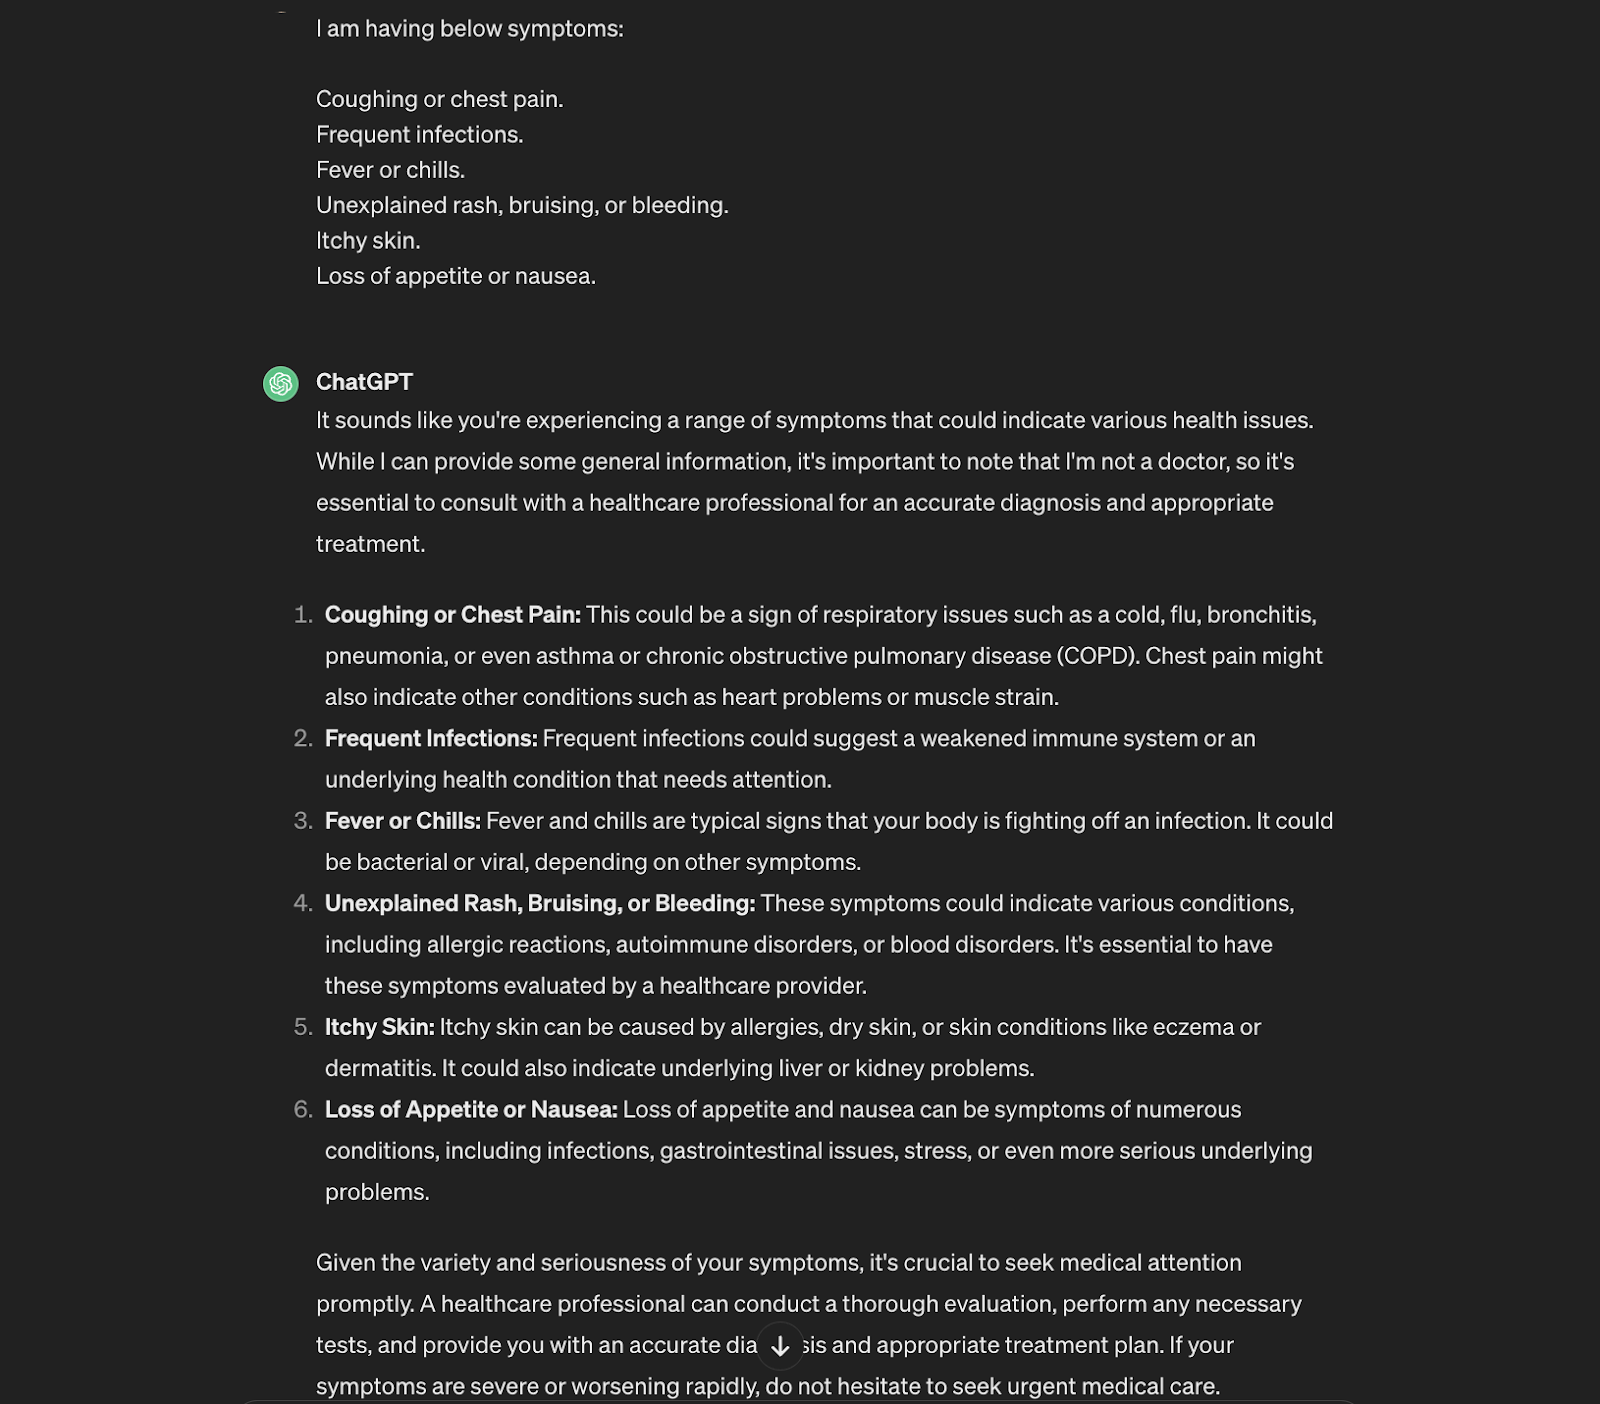 I am having below symptoms:
Coughing or chest pain.
Frequent infections.
Fever or chills.
Unexplained rash, bruising, or bleeding.
Itchy skin.
Loss of appetite or nausea.
ChatGPT
It sounds like you're experiencing a range of symptoms that could indicate various health issues.
While I can provide some general information, it's important to note that I'm not a doctor, so it's
essential to consult with a healthcare professional for an accurate diagnosis and appropriate
treatment.
1. Coughing or Chest Pain: This could be a sign of respiratory issues such as a cold, flu, bronchitis,
pneumonia, or even asthma or chronic obstructive pulmonary disease (COPD). Chest pain might
also indicate other conditions such as heart problems or muscle strain.
2. Frequent Infections: Frequent infections could suggest a weakened immune system or an
underlying health condition that needs attention.
3. Fever or Chills: Fever and chills are typical signs that your body is fighting off an infection. It could
be bacterial or viral, depending on other symptoms.
4. Unexplained Rash, Bruising, or Bleeding: These symptoms could indicate various conditions,
including allergic reactions, autoimmune disorders, or blood disorders. It's essential to have
these symptoms evaluated by a healthcare provider.
5. Itchy Skin: Itchy skin can be caused by allergies, dry skin, or skin conditions like eczema or
dermatitis. It could also indicate underlying liver or kidney problems.
6. Loss of Appetite or Nausea: Loss of appetite and nausea can be symptoms of numerous
conditions, including infections, gastrointestinal issues, stress, or even more serious underlying
problems.
Given the variety and seriousness of your symptoms, it's crucial to seek medical attention
promptly. A healthcare professional can conduct a thorough evaluation, perform any necessary
tests, and provide you with an accurate dia sis and appropriate treatment plan. If your
symptoms are severe or worsening rapidly, do not hesitate to seek urgent medical care.